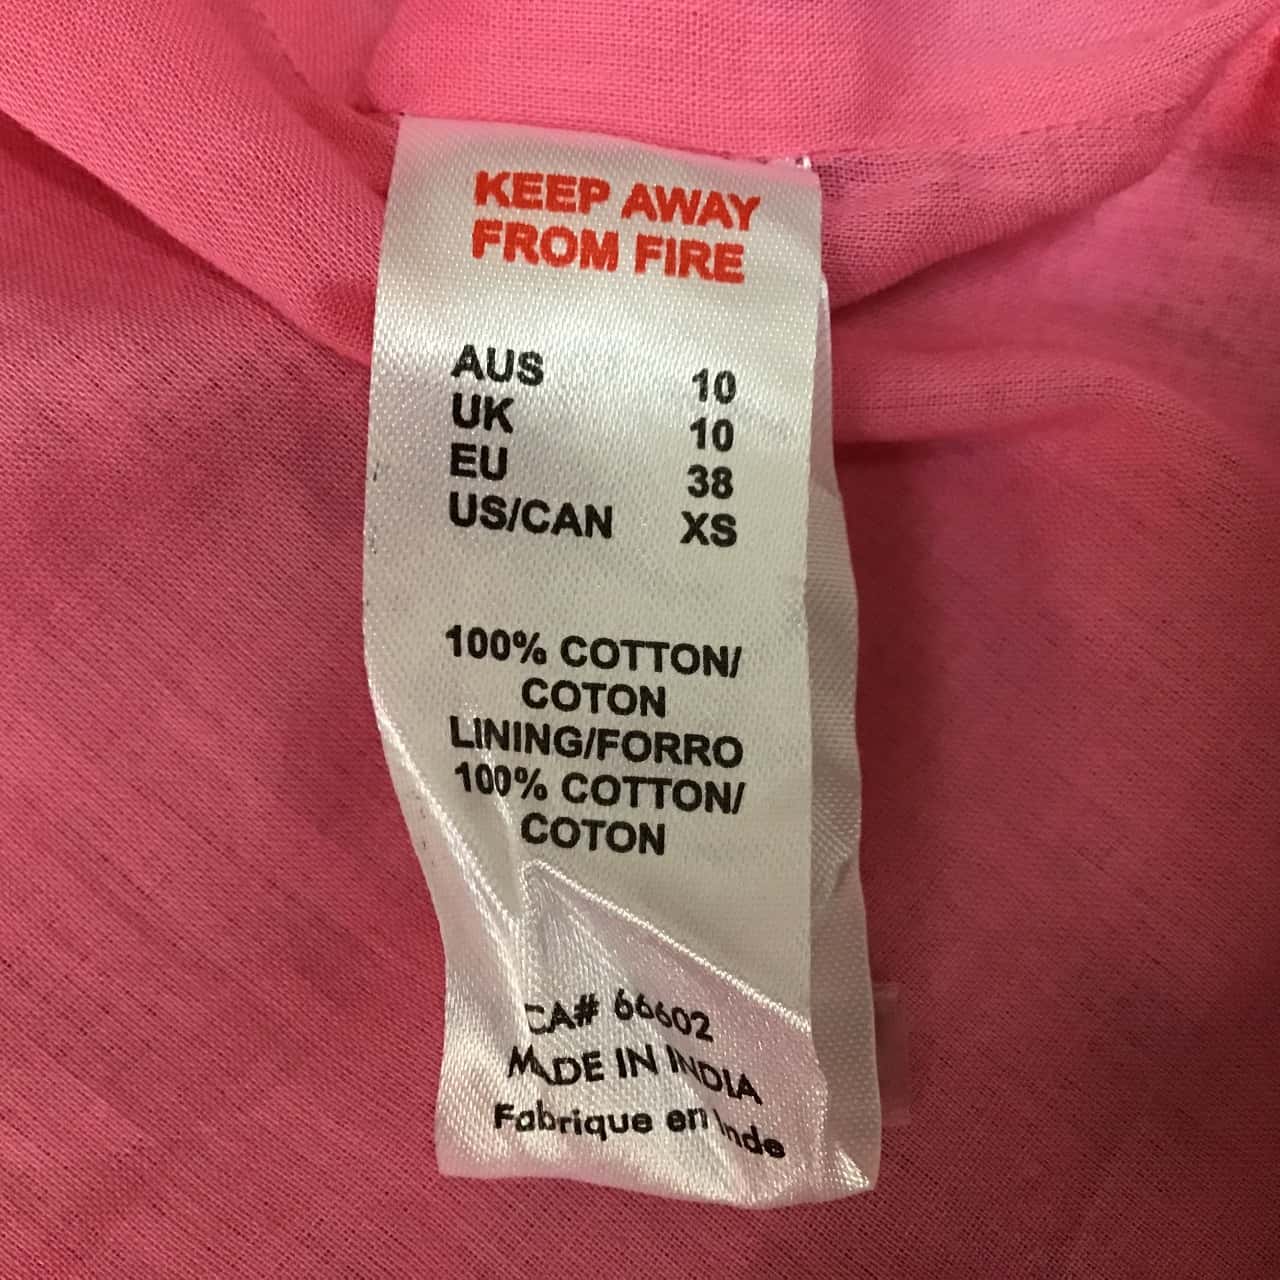 KEEP AWAY
FROM FIRE
AUS 10
UK 10
EU 38
US/CAN XS
100% COTTON/
COTON
LINING/FORRO
100% COTTON/
COTON
CA# 66602
MADE IN INDIA
Fabrique en Inde